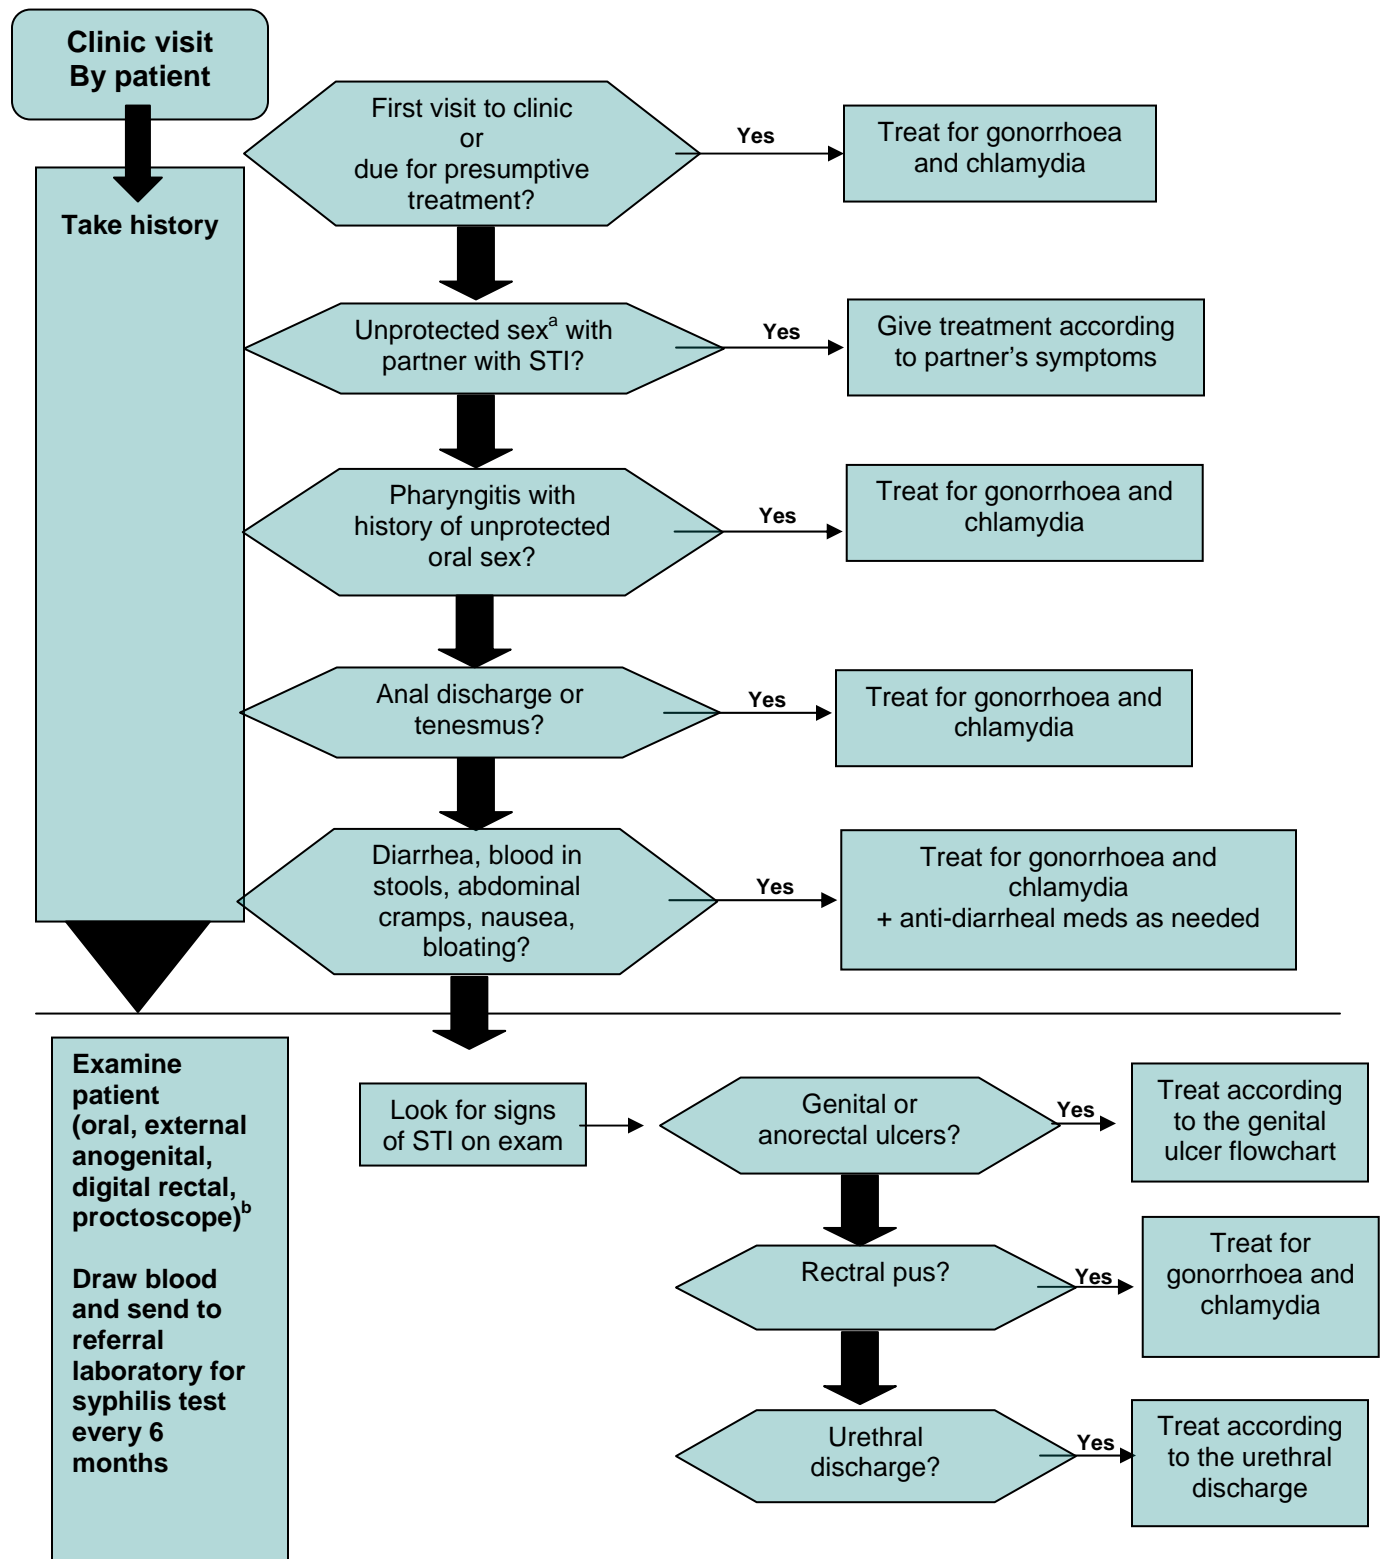 Clinic visit
By patient
Take history
First visit to clinic
or
due for presumptive
treatment?
Yes
Treat for gonorrhoea
and chlamydia
Unprotected sexᵃ with
partner with STI?
Yes
Give treatment according
to partner’s symptoms
Pharyngitis with
history of unprotected
oral sex?
Yes
Treat for gonorrhoea and
chlamydia
Anal discharge or
tenesmus?
Yes
Treat for gonorrhoea and
chlamydia
Diarrhea, blood in
stools, abdominal
cramps, nausea,
bloating?
Yes
Treat for gonorrhoea and
chlamydia
+ anti-diarrheal meds as needed
Examine
patient
(oral, external
anogenital,
digital rectal,
proctoscope)ᵇ
Draw blood
and send to
referral
laboratory for
syphilis test
every 6
months
Look for signs
of STI on exam
Genital or
anorectal ulcers?
Yes
Treat according
to the genital
ulcer flowchart
Rectral pus?
Yes
Treat for
gonorrhoea and
chlamydia
Urethral
discharge?
Yes
Treat according
to the urethral
discharge